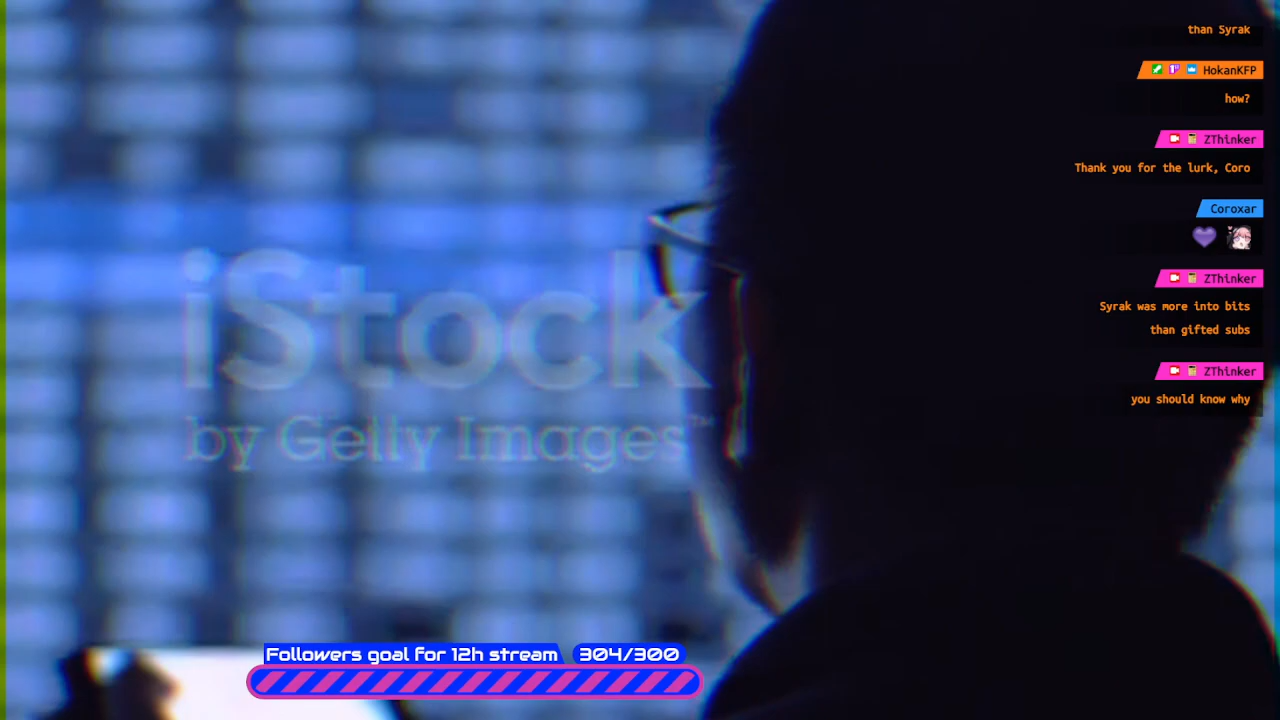 than Syrak
HokanKFP
how?
ZThinker
Thank you for the lurk, Coro
Coroxar
ZThinker
Syrak was more into bits
than gifted subs
ZThinker
you should know why
iStock
by Getty Images™
Followers goal for 12h stream 304/300